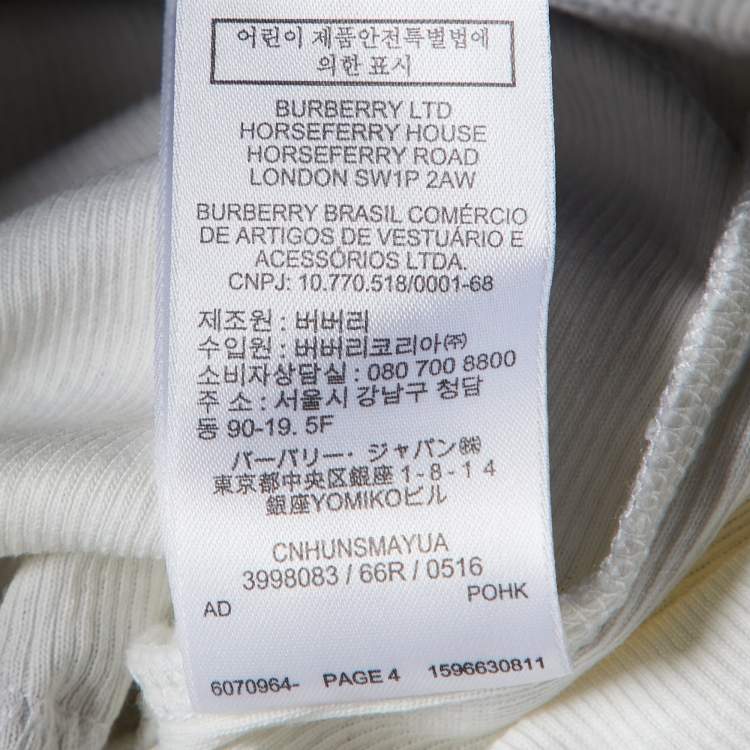 어린이 제품안전특별법에
의한 표시
BURBERRY LTD
HORSEFERRY HOUSE
HORSEFERRY ROAD
LONDON SW1P 2AW
BURBERRY BRASIL COMÉRCIO
DE ARTIGOS DE VESTUÁRIO E
ACESSÓRIOS LTDA.
CNPJ: 10.770.518/0001-68
제조원 : 버버리
수입원 : 버버리코리아㈜
소비자상담실 : 080 700 8800
주 소 : 서울시 강남구 청담
동 90-19. 5F
バーバリー・ジャパン㈱
東京都中央区銀座1-8-14
銀座YOMIKOビル
CNHUNSMAYUA
3998083 / 66R / 0516
AD POHK
6070964- PAGE 4 1596630811